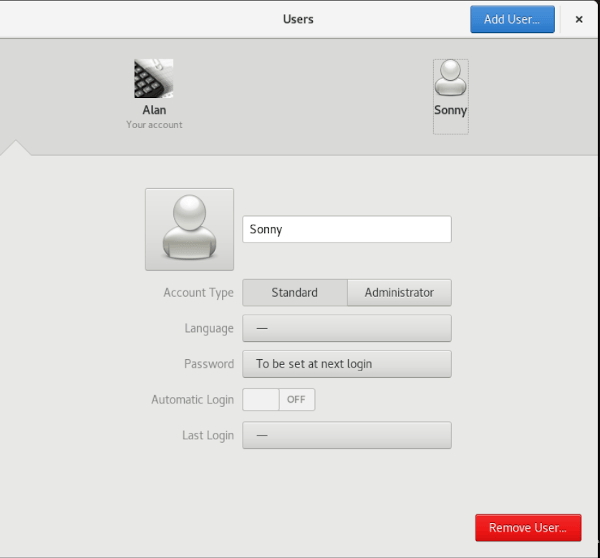 Users
Add User...
×
Alan
Your account
Sonny
Sonny
Account Type
Standard
Administrator
Language
—
Password
To be set at next login
Automatic Login
OFF
Last Login
—
Remove User...